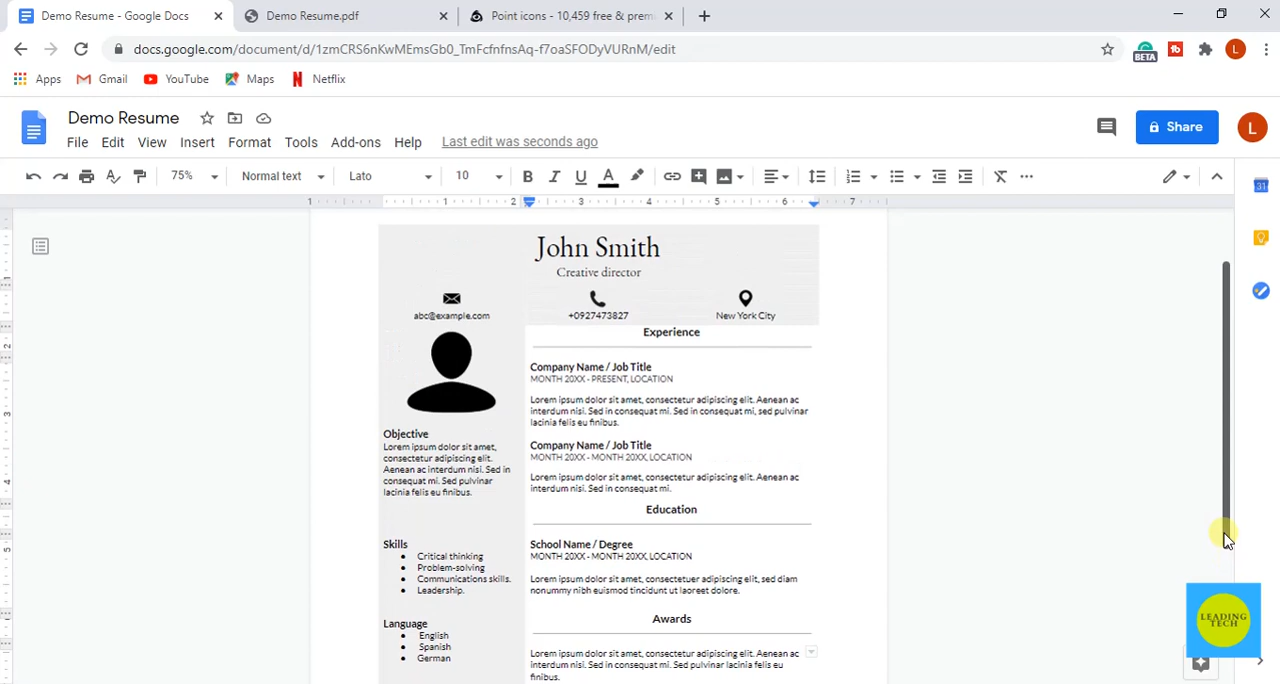 Demo Resume - Google Docs
Demo Resume.pdf
Point icons - 10,459 free & prem
docs.google.com/document/d/1zmCRS6nKwMEmsGb0_TmFcfnfnsAq-f7oaSFODyVURnM/edit
BETA
L
Apps
Gmail
YouTube
Maps
Netflix
Demo Resume
File
Edit
View
Insert
Format
Tools
Add-ons
Help
Last edit was seconds ago
Share
L
75%
Normal text
Lato
10
B
I
U
A
1
1
2
3
4
5
6
7
31
John Smith
Creative director
abc@example.com
+0927473827
New York City
Experience
Company Name / Job Title
MONTH 20XX - PRESENT, LOCATION
Lorem ipsum dolor sit amet, consectetur adipiscing elit. Aenean ac
interdum nisi. Sed in consequat mi. Sed in consequat mi, sed pulvinar
lacinia felis eu finibus.
Company Name / Job Title
MONTH 20XX - MONTH 20XX, LOCATION
Lorem ipsum dolor sit amet, consectetur adipiscing elit. Aenean ac
interdum nisi. Sed in consequat mi.
Education
School Name / Degree
MONTH 20XX - MONTH 20XX, LOCATION
Lorem ipsum dolor sit amet, consectetuer adipiscing elit, sed diam
nonummy nibh euismod tincidunt ut laoreet dolore.
Awards
Lorem ipsum dolor sit amet, consectetur adipiscing elit. Aenean ac
interdum nisi. Sed in consequat mi. Sed pulvinar lacinia felis eu
finibus.
Objective
Lorem ipsum dolor sit amet,
consectetur adipiscing elit.
Aenean ac interdum nisi. Sed in
consequat mi. Sed pulvinar
lacinia felis eu finibus.
Skills
Critical thinking
Problem-solving
Communications skills.
Leadership.
Language
English
Spanish
German
LEADING
TECH